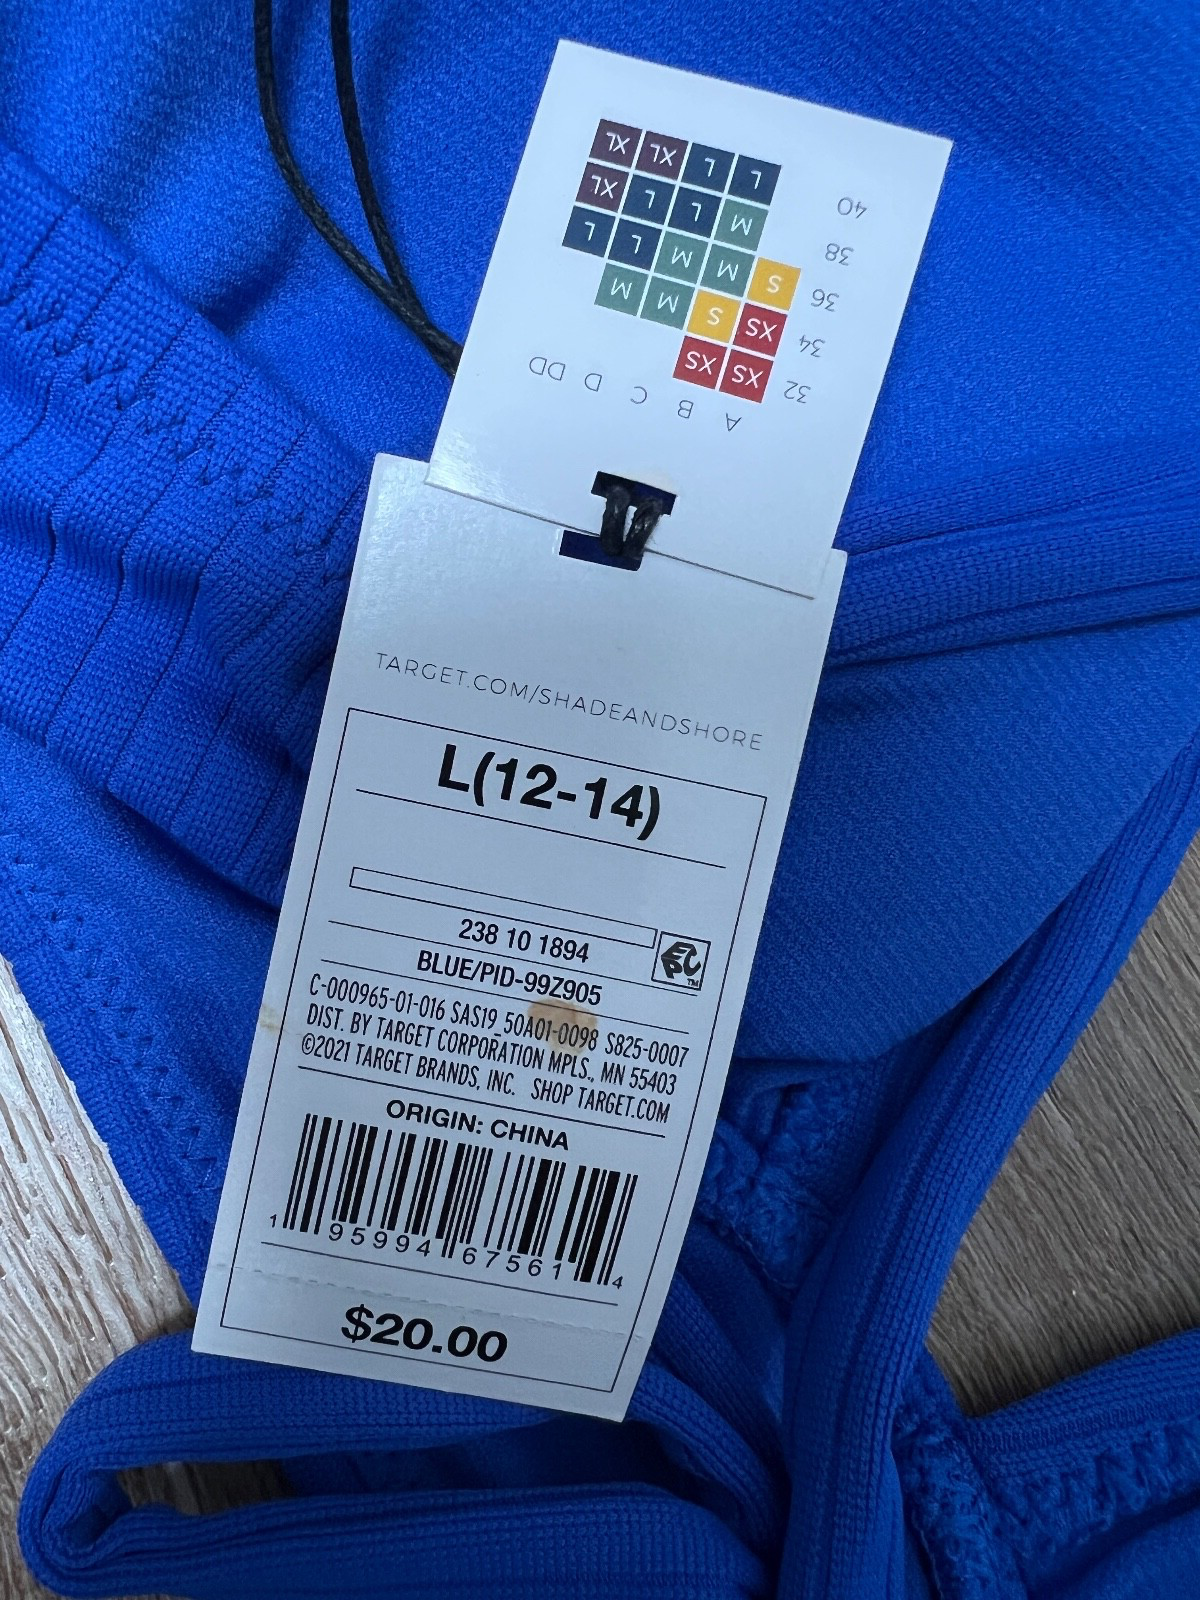 A B C D DD
32 XS XS
34 XS S M M
36 S M M L L
38 M L L XL
40 L L XL XL
TARGET.COM/SHADEANDSHORE
L(12-14)
238 10 1894
EPC™
BLUE/PID-99Z905
C-000965-01-016 SAS19_50A01-0098 S825-0007
DIST. BY TARGET CORPORATION MPLS., MN 55403
©2021 TARGET BRANDS, INC. SHOP TARGET.COM
ORIGIN: CHINA
1 95994 67561 4
$20.00